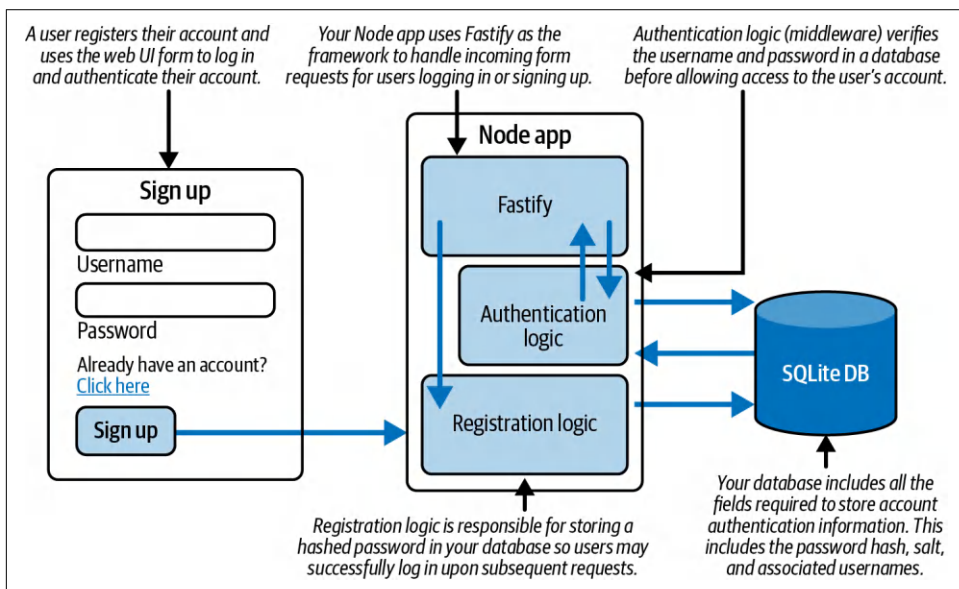 A user registers their account and
uses the web UI form to log in
and authenticate their account.
Your Node app uses Fastify as the
framework to handle incoming form
requests for users logging in or signing up.
Authentication logic (middleware) verifies
the username and password in a database
before allowing access to the user's account.
Sign up
Username
Password
Already have an account?
Click here
Sign up
Node app
Fastify
Authentication
logic
Registration logic
SQLite DB
Registration logic is responsible for storing a
hashed password in your database so users may
successfully log in upon subsequent requests.
Your database includes all the
fields required to store account
authentication information. This
includes the password hash, salt,
and associated usernames.